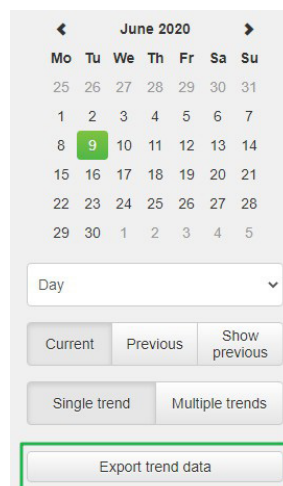 June 2020
Mo Tu We Th Fr Sa Su
25 26 27 28 29 30 31
1 2 3 4 5 6 7
8 9 10 11 12 13 14
15 16 17 18 19 20 21
22 23 24 25 26 27 28
29 30 1 2 3 4 5
Day
Current Previous Show previous
Single trend Multiple trends
Export trend data